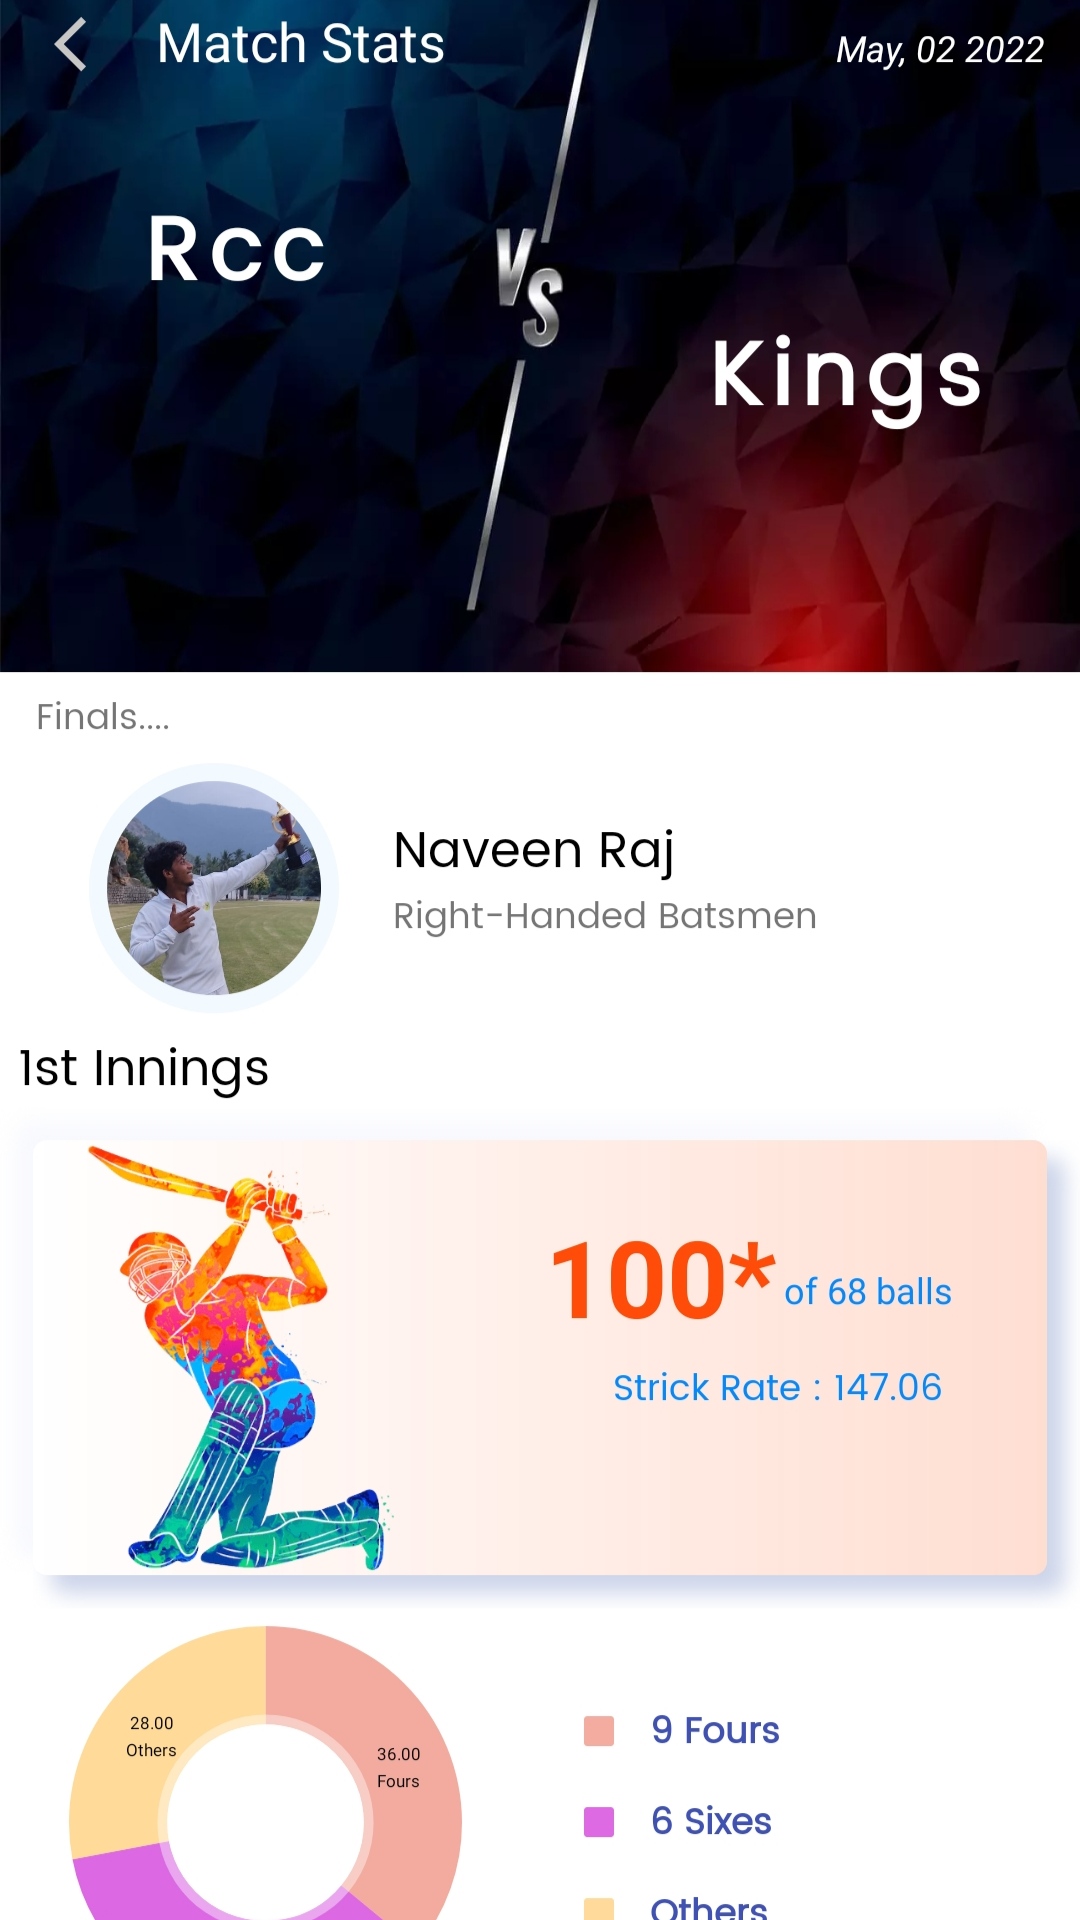 Match Stats
May, 02 2022
Rcc
VS
Kings
Finals....
Naveen Raj
Right-Handed Batsmen
1st Innings
100* of 68 balls
Strick Rate : 147.06
28.00
Others
36.00
Fours
9 Fours
6 Sixes
Others